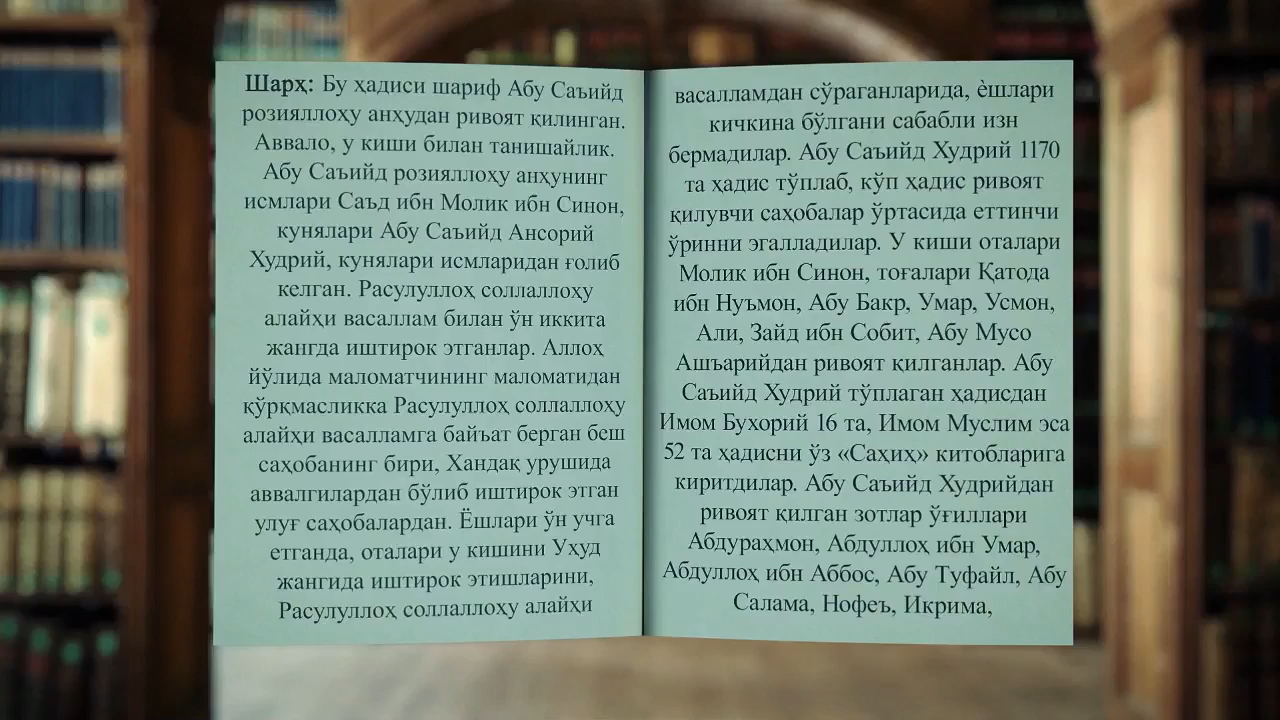 Шарҳ: Бу ҳадиси шариф Абу Саъийд
розияллоҳу анҳудан ривоят қилинган.
Аввало, у киши билан танишайлик.
Абу Саъийд розияллоҳу анҳунинг
исмлари Саъд ибн Молик ибн Синон,
кунялари Абу Саъийд Ансорий
Худрий, кунялари исмларидан ғолиб
келган. Расулуллоҳ соллаллоҳу
алайҳи васаллам билан ўн иккита
жангда иштирок этганлар. Аллоҳ
йўлида маломатчининг маломатидан
қўрқмасликка Расулуллоҳ соллаллоҳу
алайҳи васалламга байъат берган беш
саҳобанинг бири, Хандақ урушида
аввалгилардан бўлиб иштирок этган
улуғ саҳобалардан. Ёшлари ўн учга
етганда, оталари у кишини Уҳуд
жангида иштирок этишларини,
Расулуллоҳ соллаллоҳу алайҳи
васалламдан сўраганларида, ѐшлари
кичкина бўлгани сабабли изн
бермадилар. Абу Саъийд Худрий 1170
та ҳадис тўплаб, кўп ҳадис ривоят
қилувчи саҳобалар ўртасида еттинчи
ўринни эгалладилар. У киши оталари
Молик ибн Синон, тоғалари Қатода
ибн Нуъмон, Абу Бакр, Умар, Усмон,
Али, Зайд ибн Собит, Абу Мусо
Ашъарийдан ривоят қилганлар. Абу
Саъийд Худрий тўплаган ҳадисдан
Имом Бухорий 16 та, Имом Муслим эса
52 та ҳадисни ўз «Саҳиҳ» китобларига
киритдилар. Абу Саъийд Худрийдан
ривоят қилган зотлар ўғиллари
Абдураҳмон, Абдуллоҳ ибн Умар,
Абдуллоҳ ибн Аббос, Абу Туфайл, Абу
Салама, Нофеъ, Икрима,